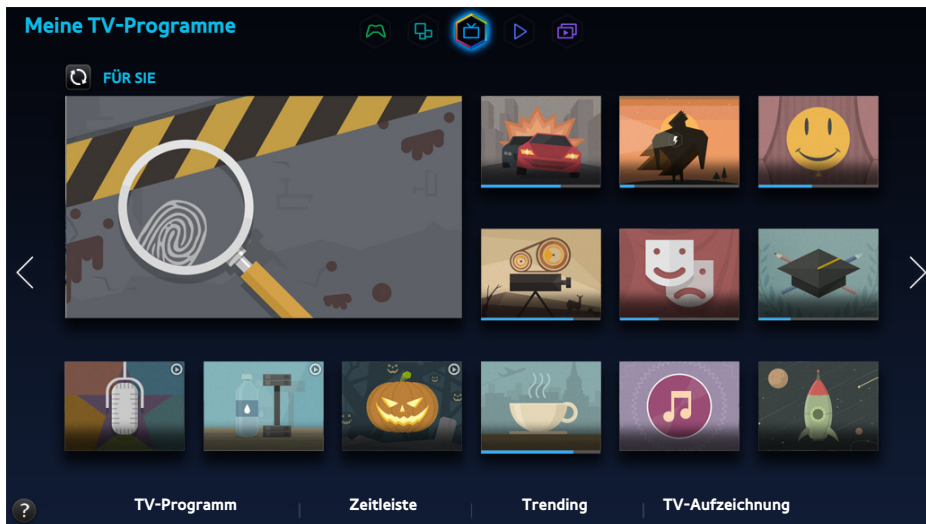 Meine TV-Programme
FÜR SIE
TV-Programm
Zeitleiste
Trending
TV-Aufzeichnung
?